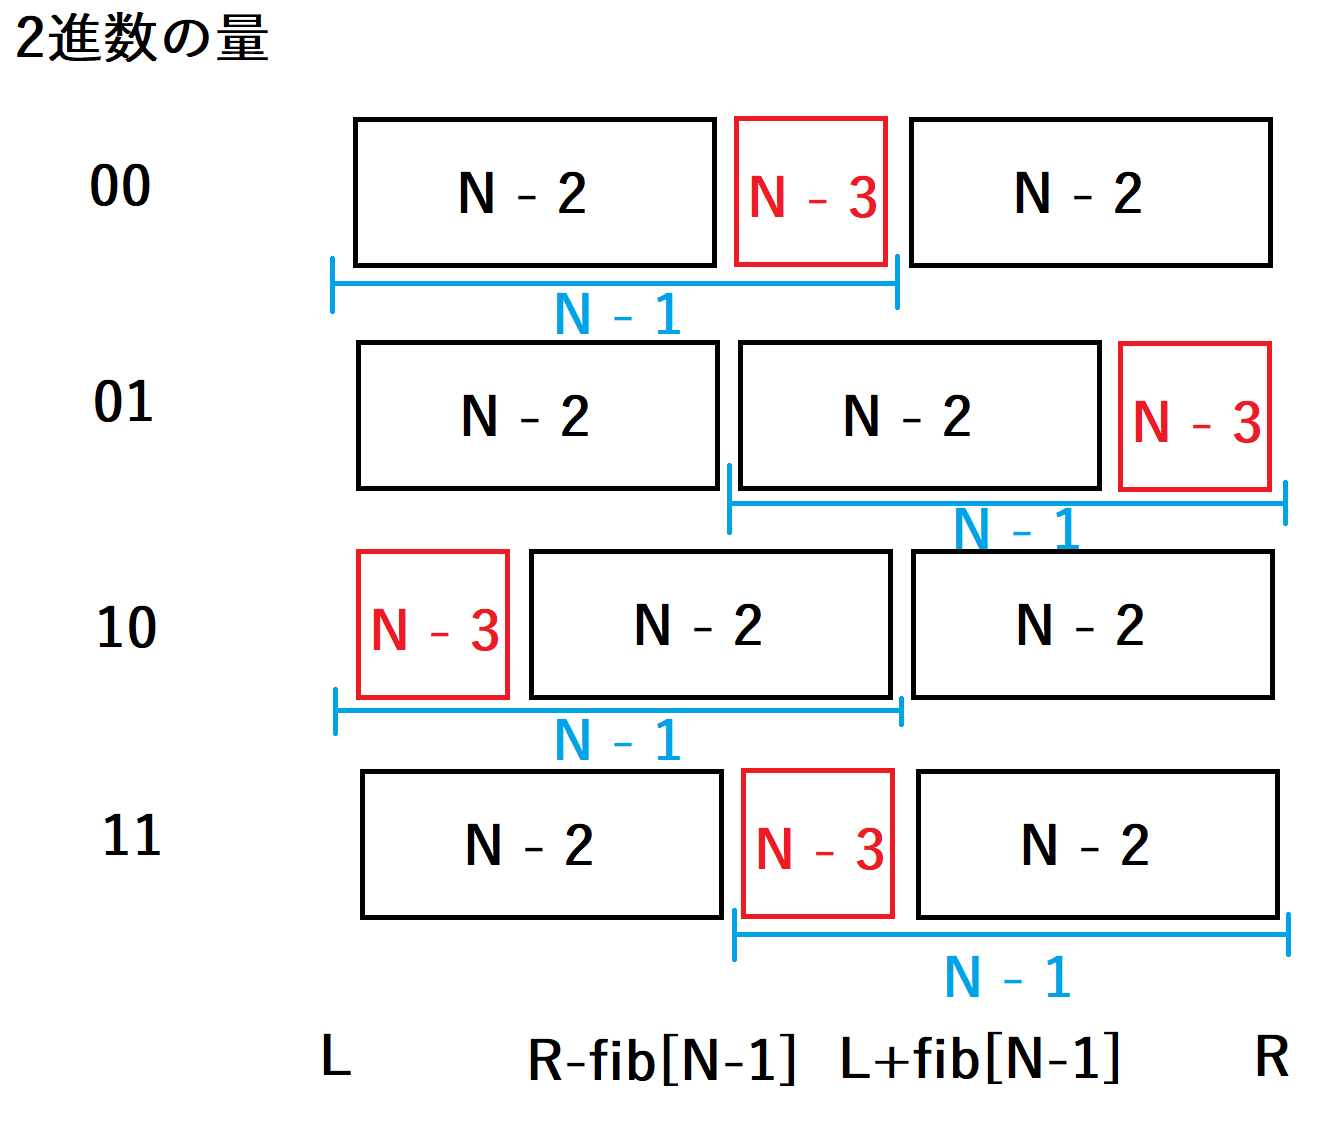 2進数の量
00 N - 2 N - 3 N - 2
N - 1
01 N - 2 N - 2 N - 3
N - 1
10 N - 3 N - 2 N - 2
N - 1
11 N - 2 N - 3 N - 2
N - 1
L R-fib[N-1] L+fib[N-1] R